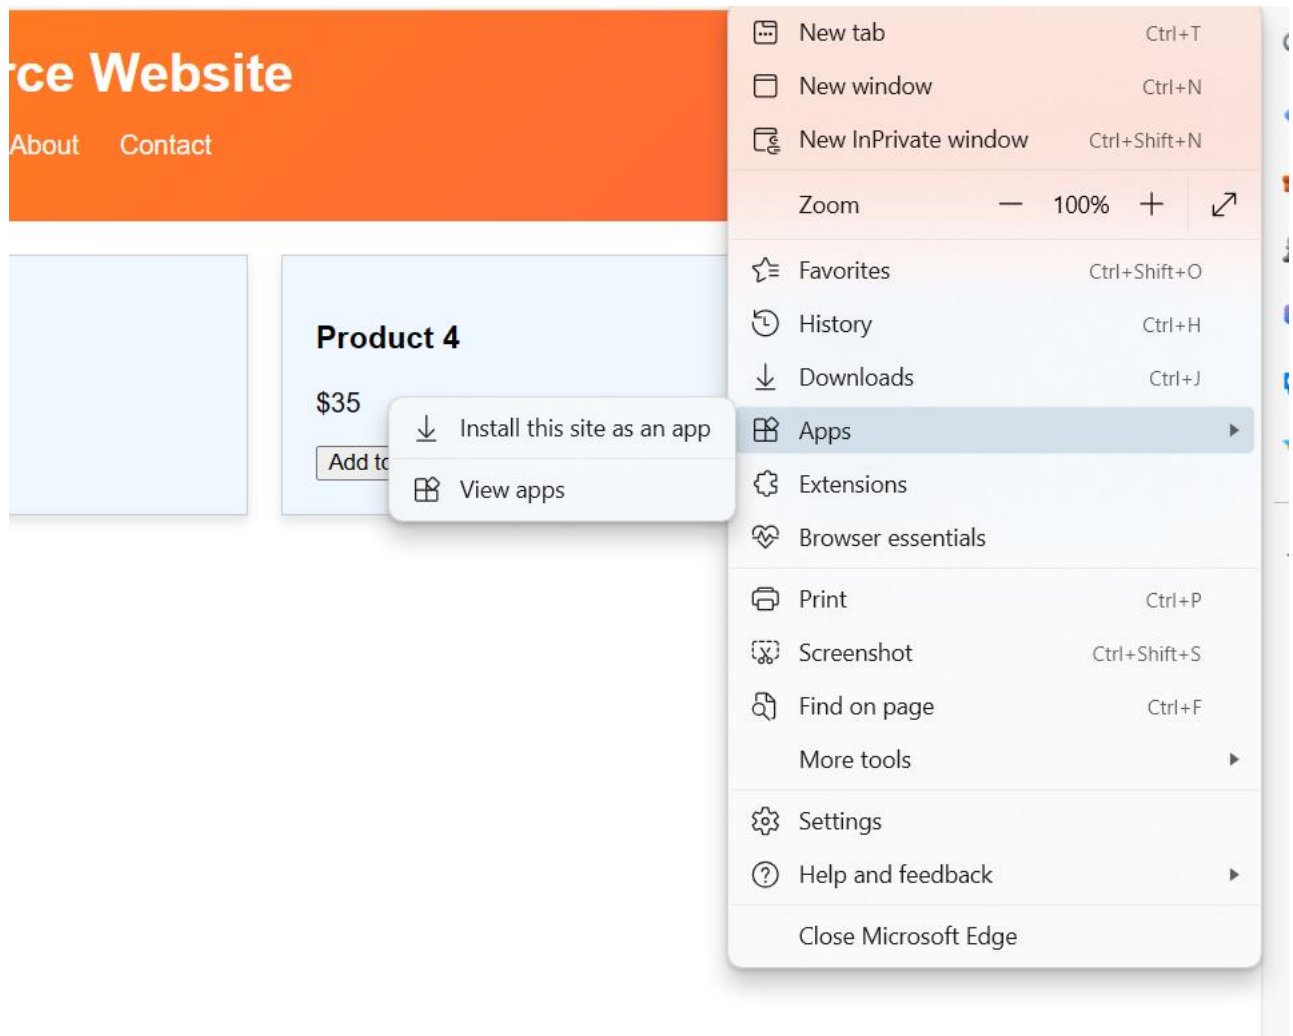 rce Website
About Contact
Product 4
$35
Add to
Install this site as an app
View apps
New tab Ctrl+T
New window Ctrl+N
New InPrivate window Ctrl+Shift+N
Zoom — 100% +
Favorites Ctrl+Shift+O
History Ctrl+H
Downloads Ctrl+J
Apps
Extensions
Browser essentials
Print Ctrl+P
Screenshot Ctrl+Shift+S
Find on page Ctrl+F
More tools
Settings
Help and feedback
Close Microsoft Edge